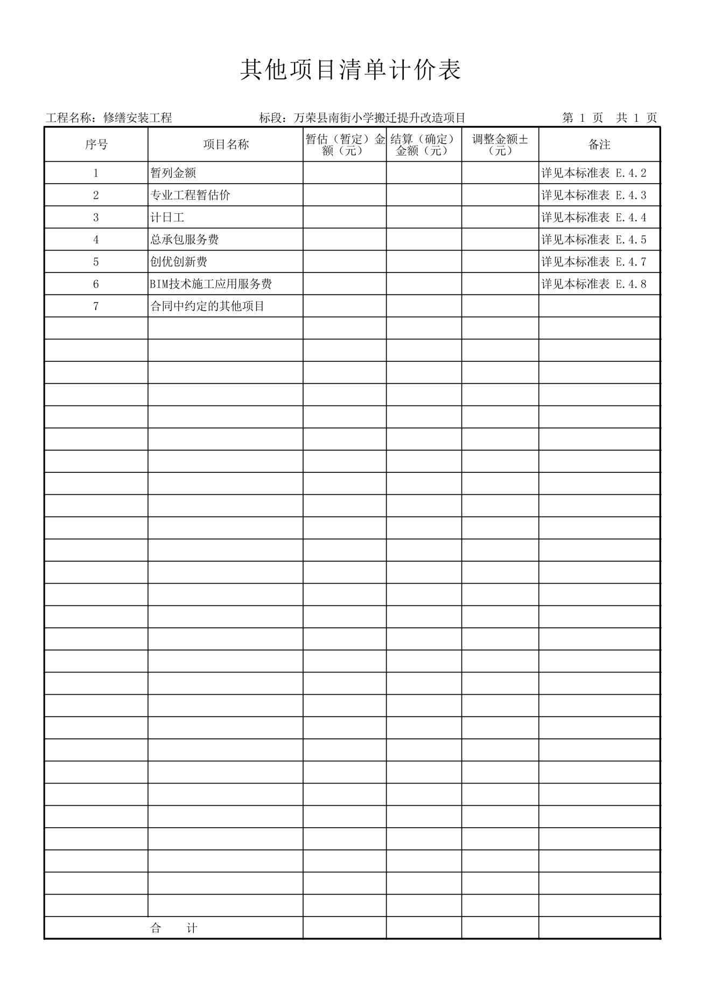 其他项目清单计价表
工程名称：修缮安装工程 标段：万荣县南街小学搬迁提升改造项目 第 1 页 共 1 页
序号 项目名称 暂估（暂定）金额（元） 结算（确定）金额（元） 调整金额±（元） 备注
1 暂列金额 详见本标准表 E.4.2
2 专业工程暂估价 详见本标准表 E.4.3
3 计日工 详见本标准表 E.4.4
4 总承包服务费 详见本标准表 E.4.5
5 创优创新费 详见本标准表 E.4.7
6 BIM技术施工应用服务费 详见本标准表 E.4.8
7 合同中约定的其他项目
合 计